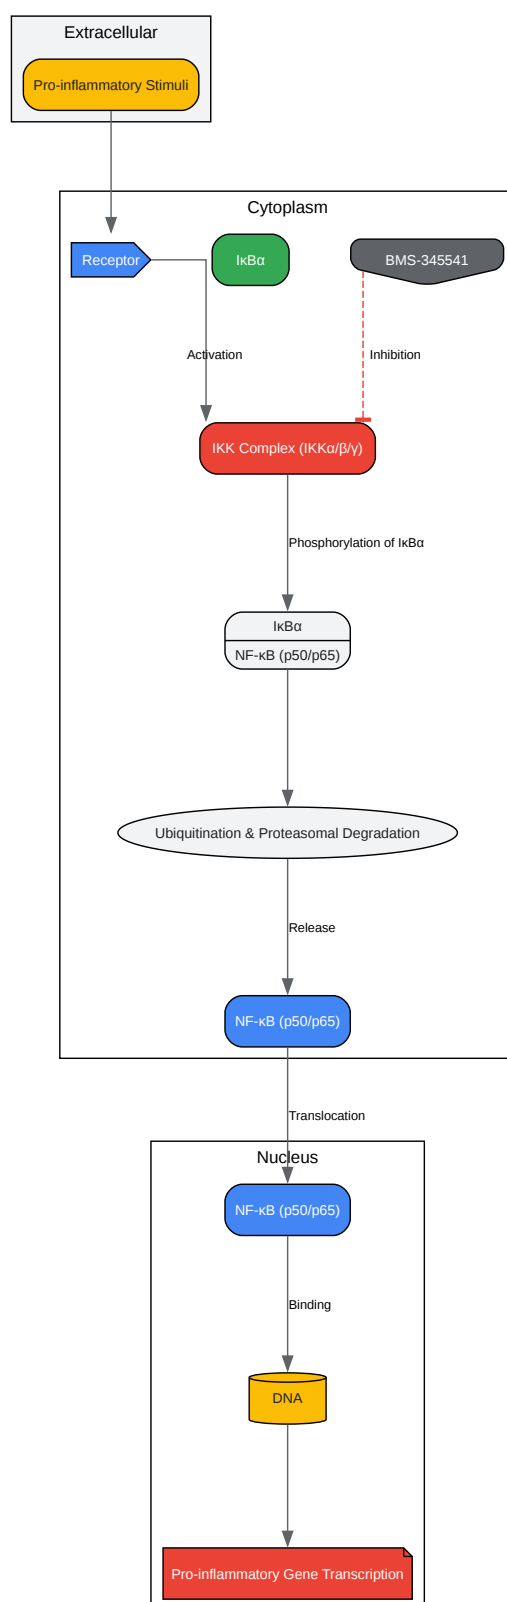 Extracellular
Pro-inflammatory Stimuli
Cytoplasm
Receptor
IκBα
BMS-345541
Activation
Inhibition
IKK Complex (IKKα/β/γ)
Phosphorylation of IκBα
IκBα
NF-κB (p50/p65)
Ubiquitination & Proteasomal Degradation
Release
NF-κB (p50/p65)
Translocation
Nucleus
NF-κB (p50/p65)
Binding
DNA
Pro-inflammatory Gene Transcription